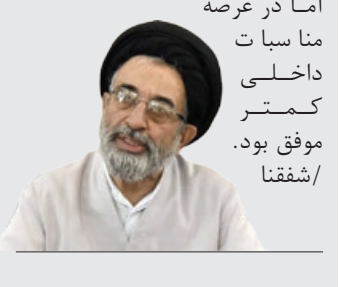 اما در عرصه
مناسبات
داخلی
کمتر
موفق بود.
/شفقنا